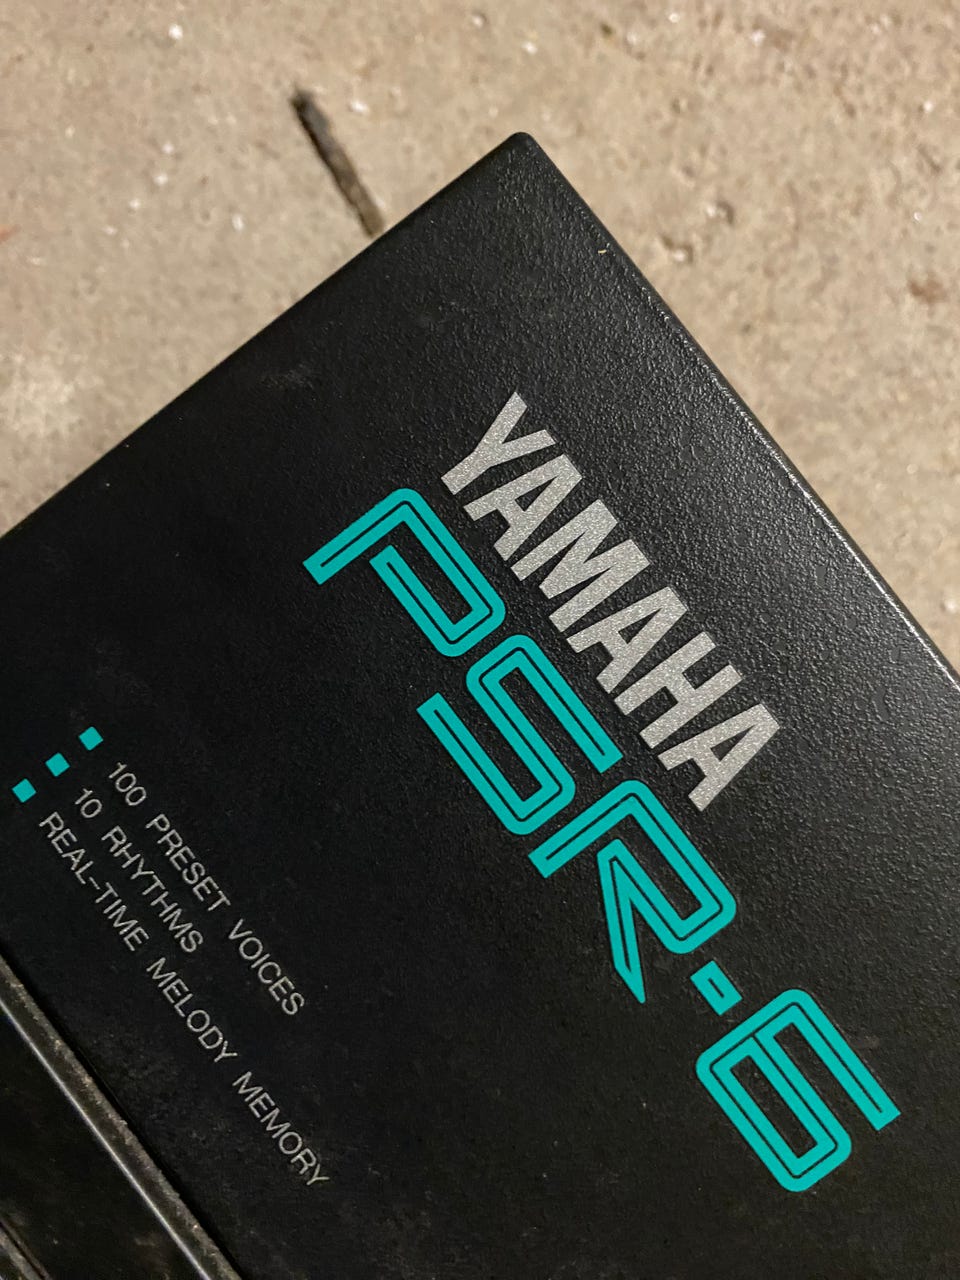 YAMAHA
PSR-6
100 PRESET VOICES
10 RHYTHMS
REAL-TIME MELODY MEMORY